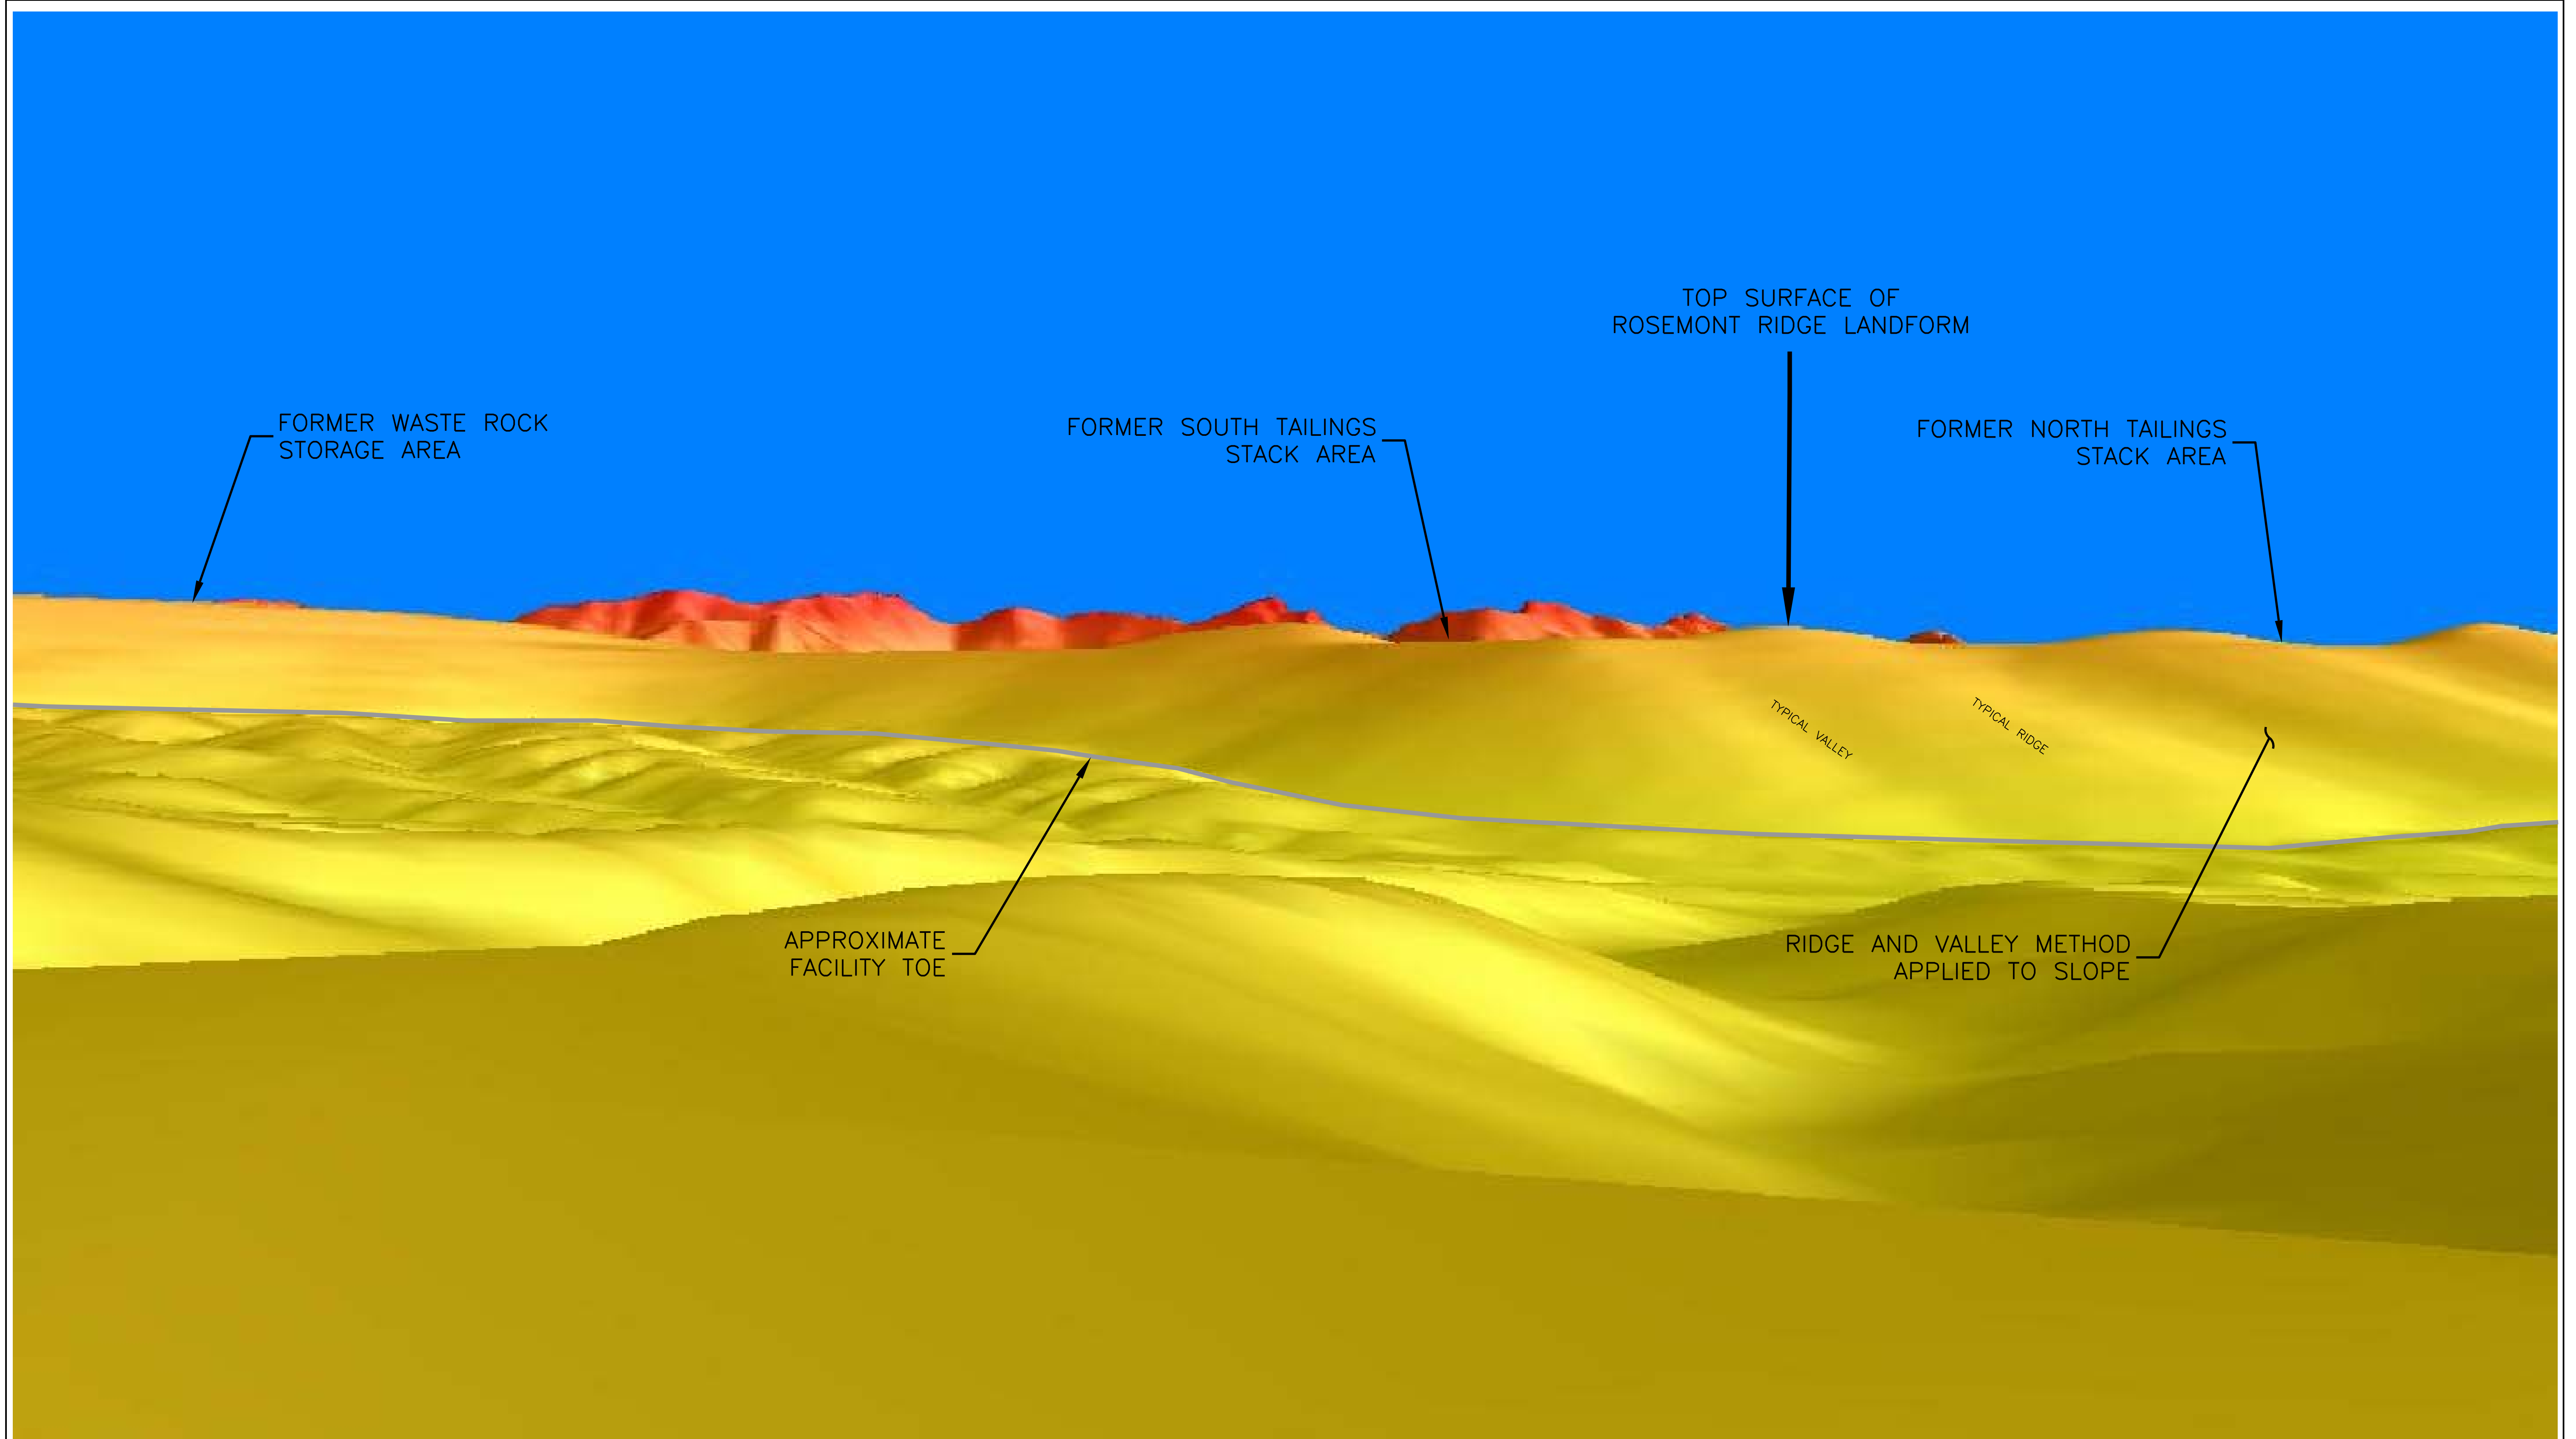 TOP SURFACE OF
ROSEMONT RIDGE LANDFORM
FORMER WASTE ROCK
STORAGE AREA
FORMER SOUTH TAILINGS
STACK AREA
FORMER NORTH TAILINGS
STACK AREA
TYPICAL VALLEY
TYPICAL RIDGE
APPROXIMATE
FACILITY TOE
RIDGE AND VALLEY METHOD
APPLIED TO SLOPE